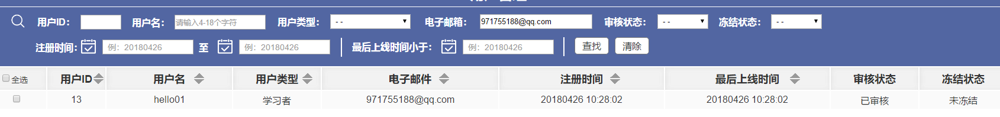 用户ID： 用户名： 请输入4-18个字符 用户类型： - - 电子邮箱： 971755188@qq.com 审核状态： - - 冻结状态： - -
注册时间： 例：20180426 至 例：20180426 最后上线时间小于： 例：20180426 查找 清除
全选 用户ID 用户名 用户类型 电子邮件 注册时间 最后上线时间 审核状态 冻结状态
13 hello01 学习者 971755188@qq.com 20180426 10:28:02 20180426 10:28:02 已审核 未冻结